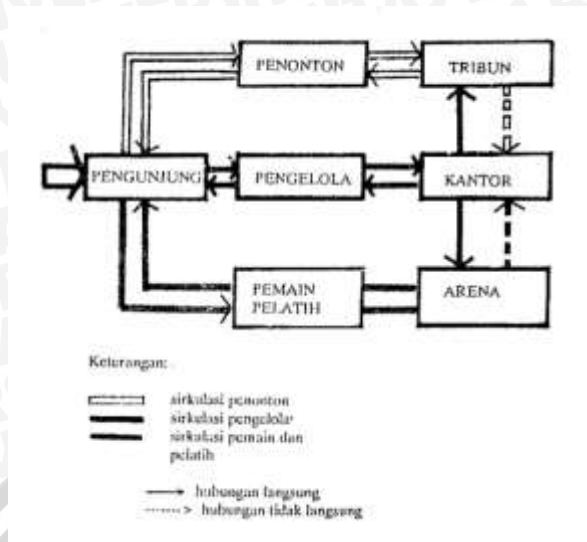 PENONTON
TRIBUN
PENGUNJUNG
PENGELOLA
KANTOR
PEMAIN
PELATIH
ARENA
Keterangan:
sirkulasi penonton
sirkulasi pengelola
sirkulasi pemain dan
pelatih
hubungan langsung
hubungan tidak langsung